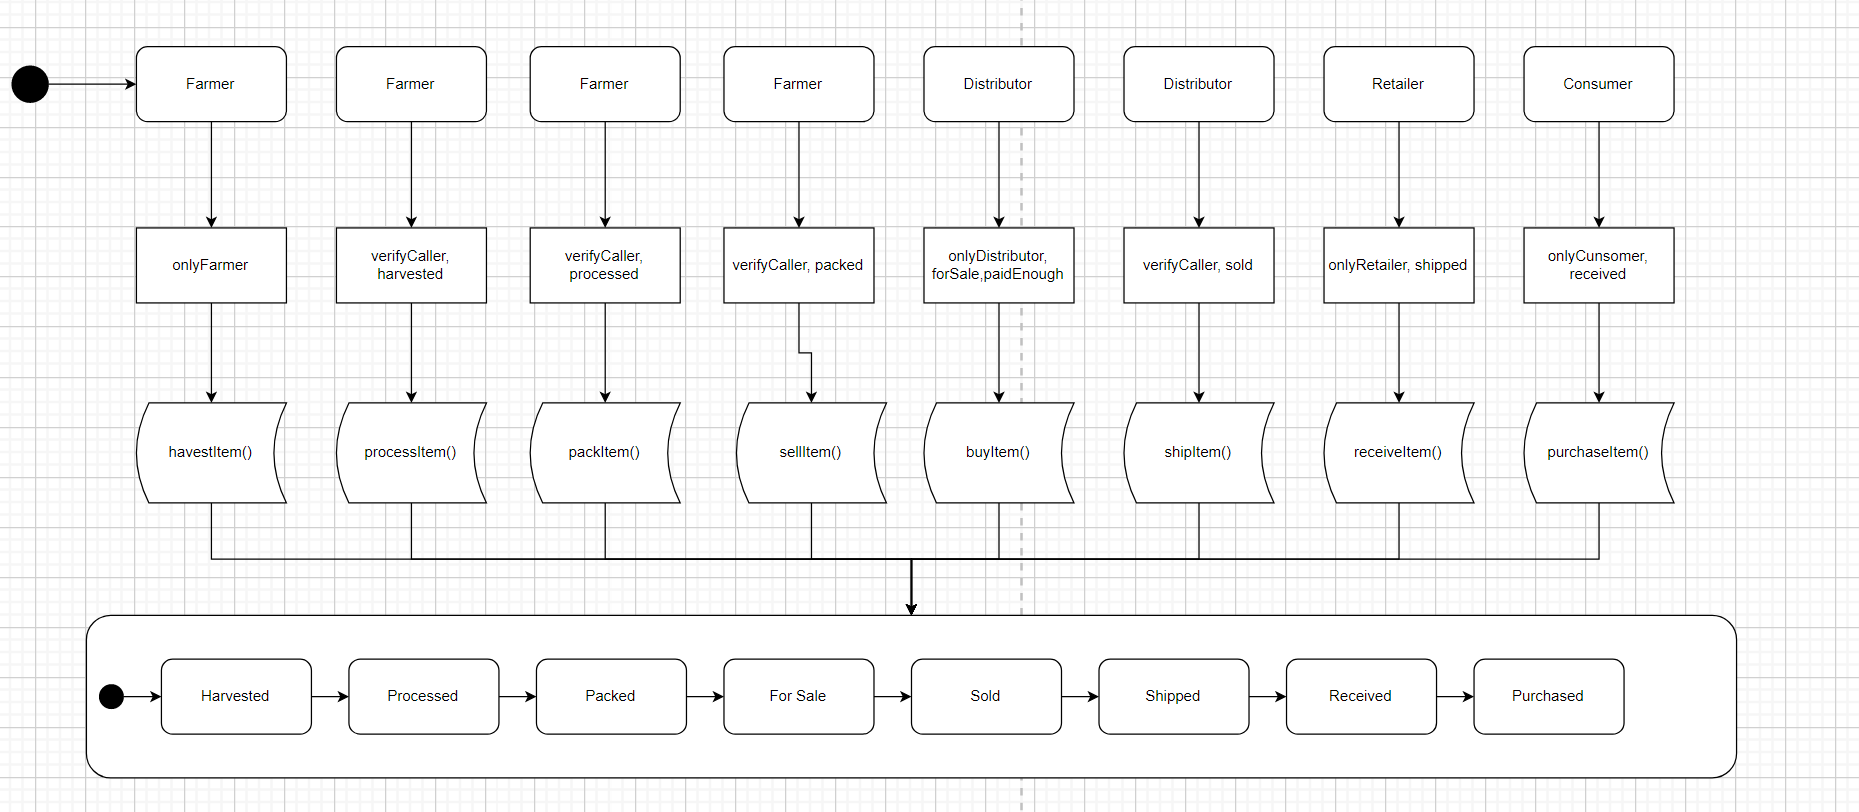 Farmer
Farmer
Farmer
Farmer
Distributor
Distributor
Retailer
Consumer
onlyFarmer
verifyCaller,
harvested
verifyCaller,
processed
verifyCaller, packed
onlyDistributor,
forSale,paidEnough
verifyCaller, sold
onlyRetailer, shipped
onlyCunsomer,
received
havestItem()
processItem()
packItem()
sellItem()
buyItem()
shipItem()
receiveItem()
purchaseItem()
Harvested
Processed
Packed
For Sale
Sold
Shipped
Received
Purchased